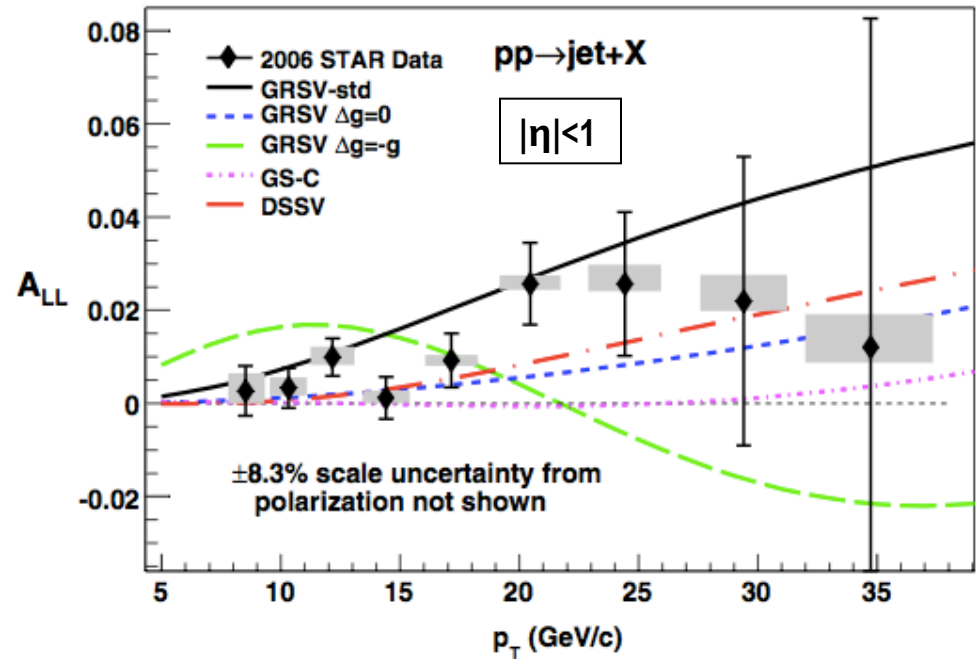 0.08
0.06
0.04
0.02
0
-0.02
A_LL
2006 STAR Data
GRSV-std
GRSV Δg=0
GRSV Δg=-g
GS-C
DSSV
pp→jet+X
|η|<1
±8.3% scale uncertainty from
polarization not shown
5 10 15 20 25 30 35
p_T (GeV/c)